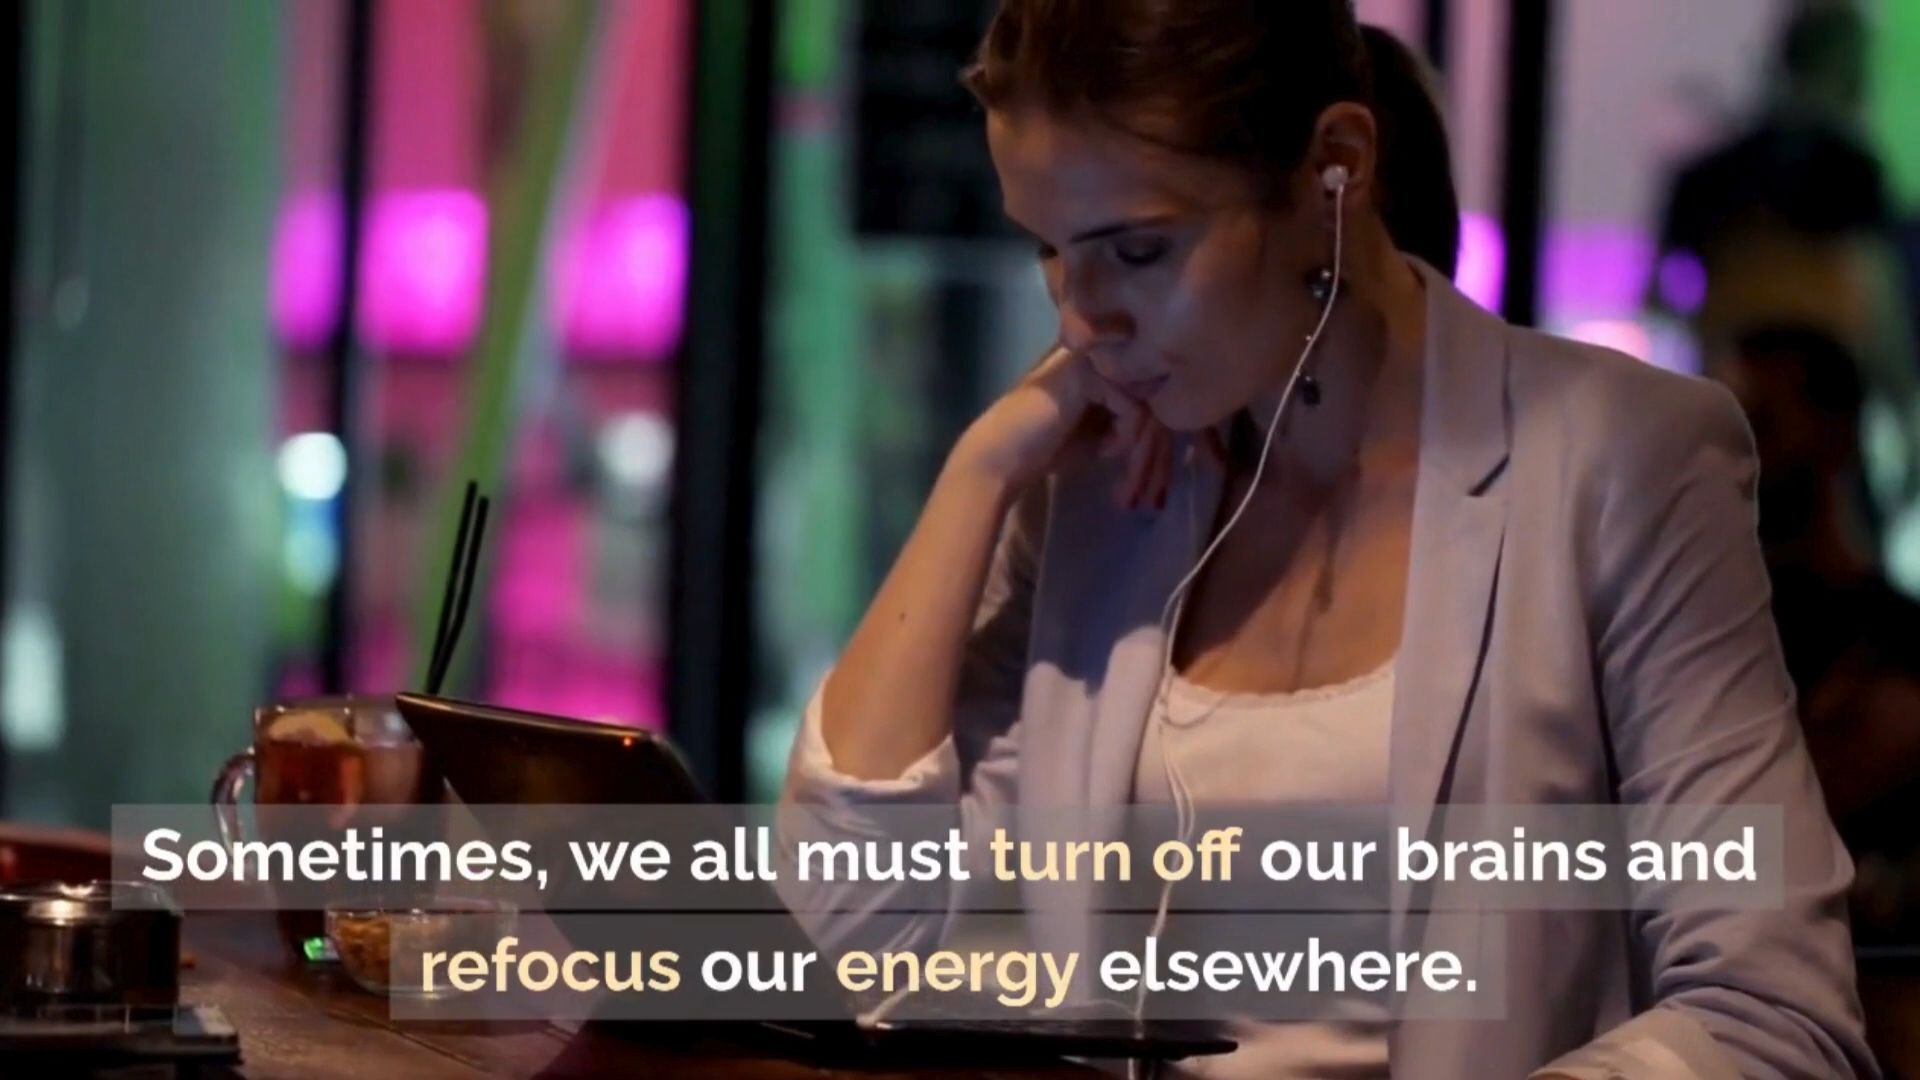 Sometimes, we all must turn off our brains and
refocus our energy elsewhere.